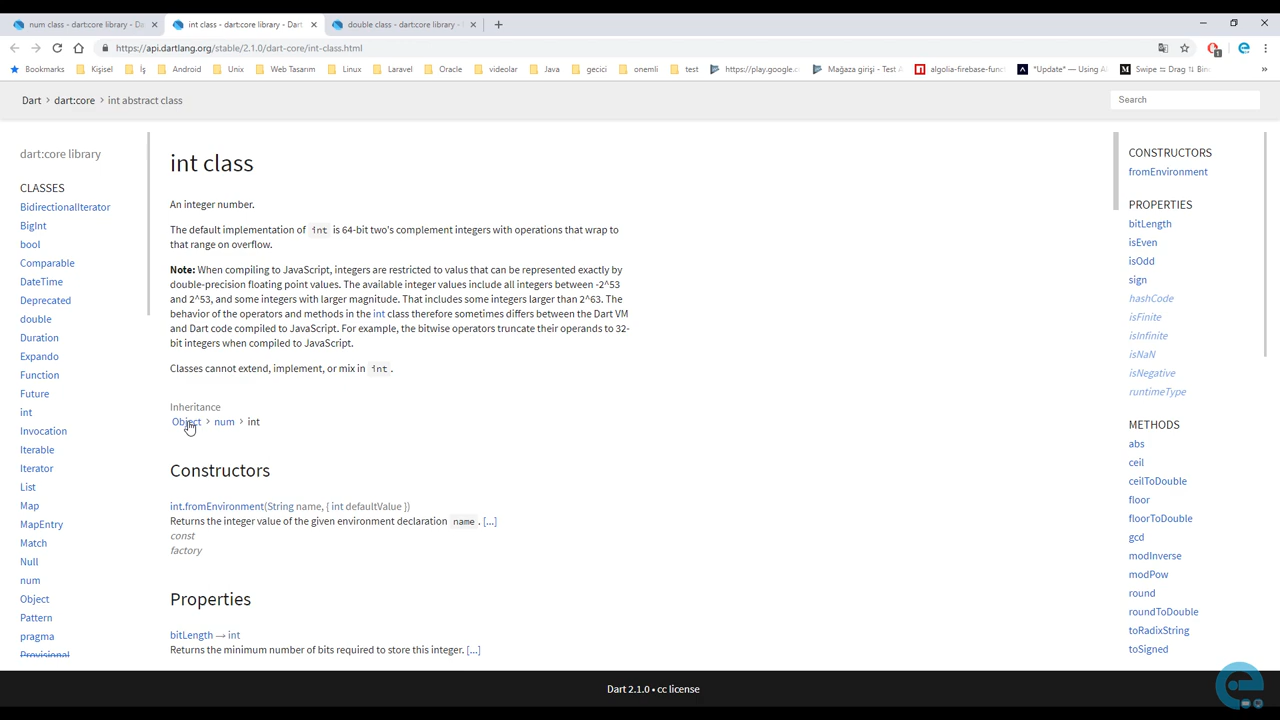 num class - dart:core library - Da
int class - dart:core library - Dart
double class - dart:core library -
https://api.dartlang.org/stable/2.1.0/dart-core/int-class.html
Bookmarks
Kişisel
İş
Android
Unix
Web Tasarım
Linux
Laravel
Oracle
videolar
Java
gecici
onemli
test
https://play.google.c
Mağaza girişi - Test A
algolia-firebase-func
*Update* — Using Al
Swipe ⇆ Drag ⇅ Bin
Dart > dart:core > int abstract class
Search
dart:core library
CLASSES
BidirectionalIterator
BigInt
bool
Comparable
DateTime
Deprecated
double
Duration
Expando
Function
Future
int
Invocation
Iterable
Iterator
List
Map
MapEntry
Match
Null
num
Object
Pattern
pragma
Provisional
int class
An integer number.
The default implementation of int is 64-bit two's complement integers with operations that wrap to
that range on overflow.
Note: When compiling to JavaScript, integers are restricted to valus that can be represented exactly by
double-precision floating point values. The available integer values include all integers between -2^53
and 2^53, and some integers with larger magnitude. That includes some integers larger than 2^63. The
behavior of the operators and methods in the int class therefore sometimes differs between the Dart VM
and Dart code compiled to JavaScript. For example, the bitwise operators truncate their operands to 32-
bit integers when compiled to JavaScript.
Classes cannot extend, implement, or mix in int.
Inheritance
Object > num > int
Constructors
int.fromEnvironment(String name, { int defaultValue })
Returns the integer value of the given environment declaration name. [...]
const
factory
Properties
bitLength → int
Returns the minimum number of bits required to store this integer. [...]
CONSTRUCTORS
fromEnvironment
PROPERTIES
bitLength
isEven
isOdd
sign
hashCode
isFinite
isInfinite
isNaN
isNegative
runtimeType
METHODS
abs
ceil
ceilToDouble
floor
floorToDouble
gcd
modInverse
modPow
round
roundToDouble
toRadixString
toSigned
Dart 2.1.0 • cc license